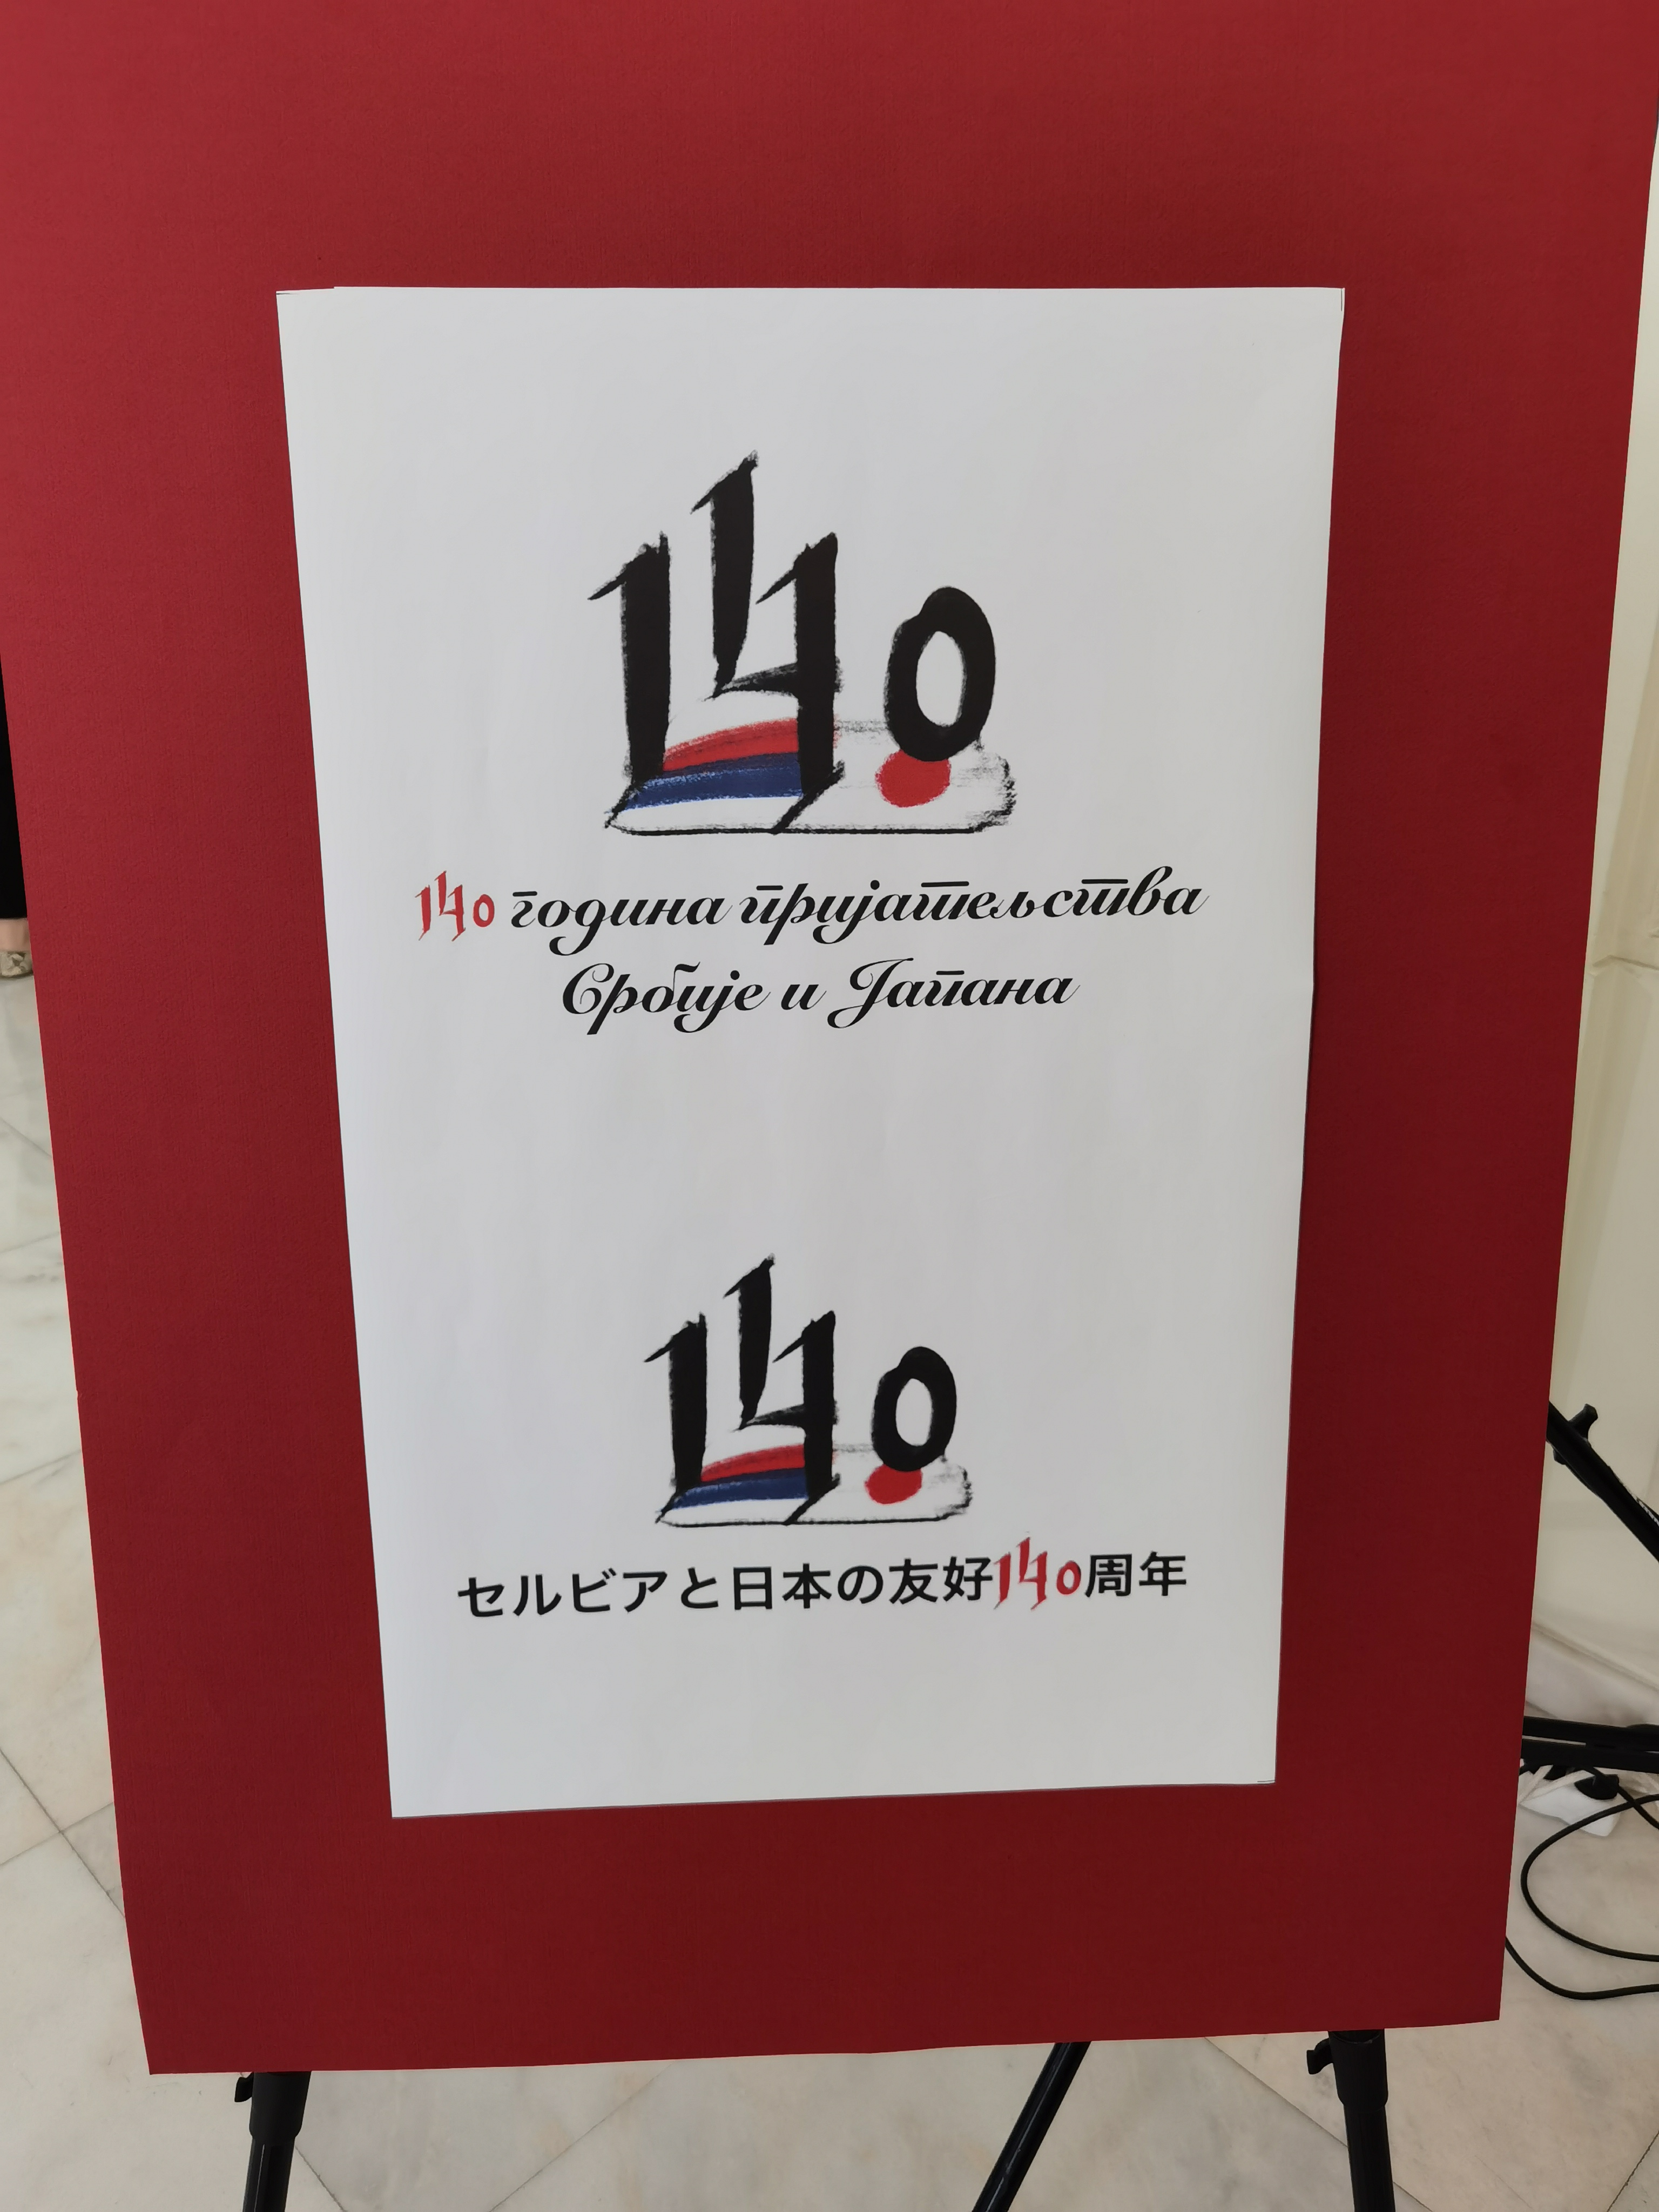 140
140 година пријатељства
Србије и Јапана
140
セルビアと日本の友好140周年